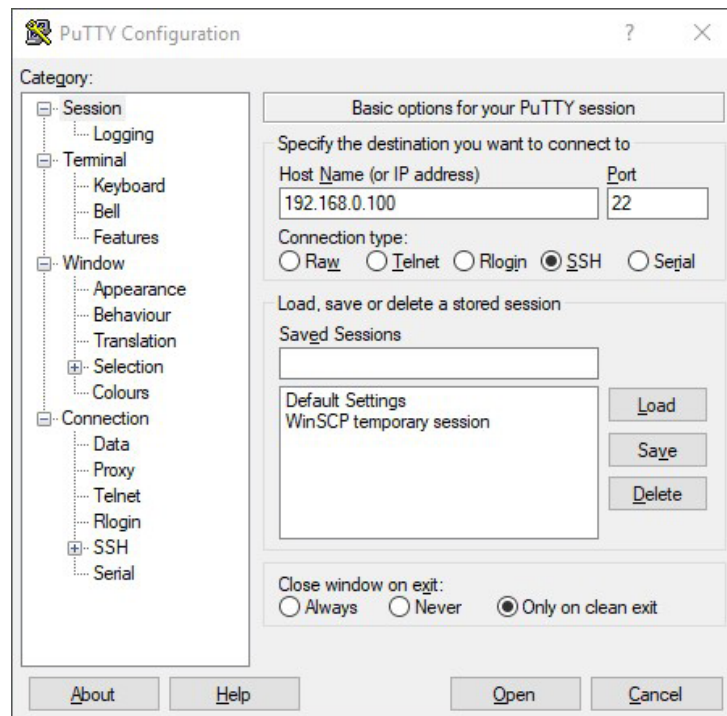 PuTTY Configuration
?
Category:
Session
Logging
Terminal
Keyboard
Bell
Features
Window
Appearance
Behaviour
Translation
Selection
Colours
Connection
Data
Proxy
Telnet
Rlogin
SSH
Serial
Basic options for your PuTTY session
Specify the destination you want to connect to
Host Name (or IP address) Port
192.168.0.100 22
Connection type:
Raw Telnet Rlogin SSH Serial
Load, save or delete a stored session
Saved Sessions
Default Settings
WinSCP temporary session
Load
Save
Delete
Close window on exit:
Always Never Only on clean exit
About Help Open Cancel